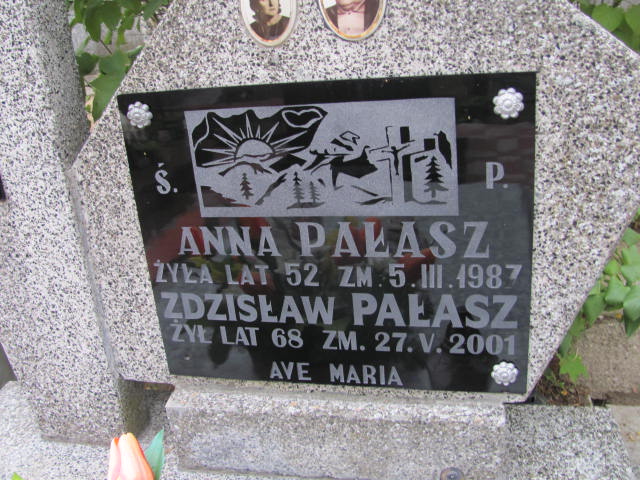 Ś. P.
ANNA PAŁASZ
ŻYŁA LAT 52 ZM. 5.III.1987
ZDZISŁAW PAŁASZ
ŻYŁ LAT 68 ZM. 27.V.2001
AVE MARIA